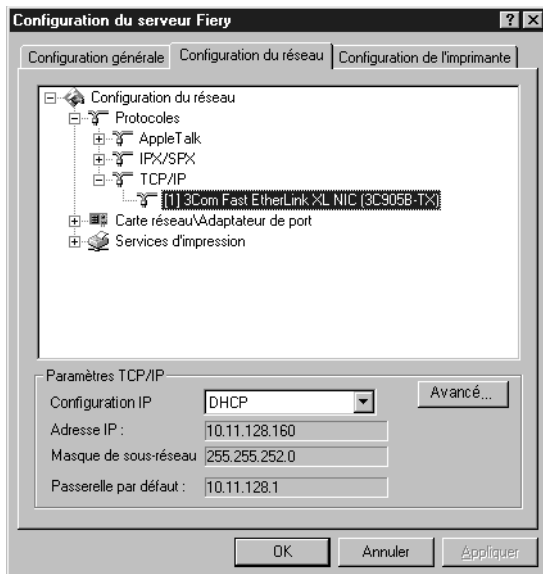 Configuration du serveur Fiery
Configuration générale Configuration du réseau Configuration de l'imprimante
Configuration du réseau
Protocoles
AppleTalk
IPX/SPX
TCP/IP
[1] 3Com Fast EtherLink XL NIC (3C905B-TX)
Carte réseau\Adaptateur de port
Services d'impression
Paramètres TCP/IP
Configuration IP DHCP Avancé...
Adresse IP : 10.11.128.160
Masque de sous-réseau 255.255.252.0
Passerelle par défaut : 10.11.128.1
OK Annuler Appliquer